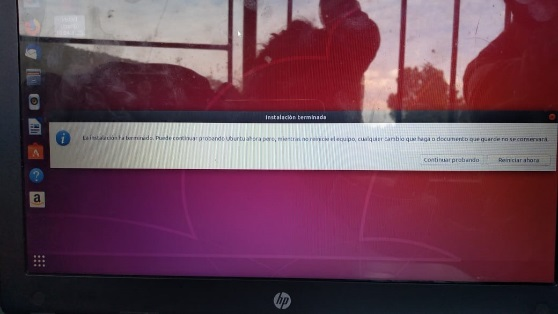 Instalación terminada
La instalación ha terminado. Puede continuar probando Ubuntu ahora pero, mientras no reinicie el equipo, cualquier cambio que haga o documento que guarde no se conservará.
Continuar probando Reiniciar ahora
a
hp